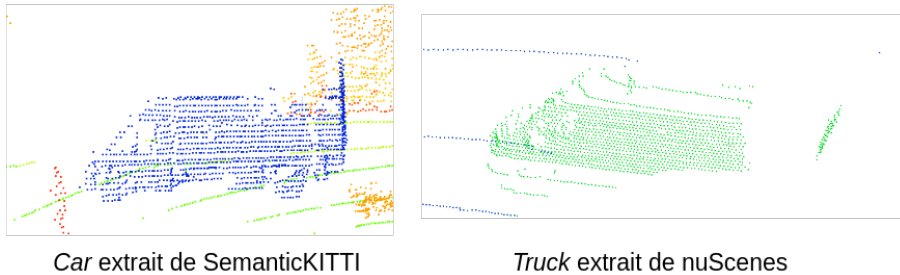 Car extrait de SemanticKITTI
Truck extrait de nuScenes